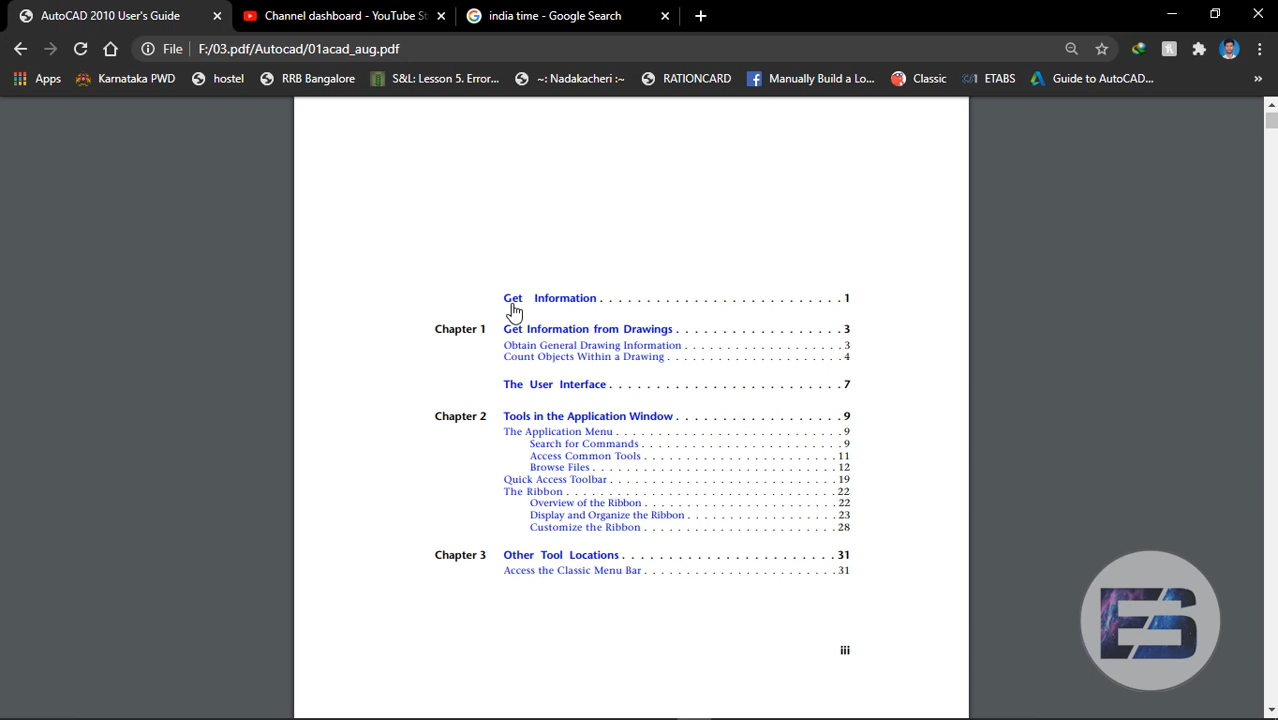 AutoCAD 2010 User's Guide
Channel dashboard - YouTube St
india time - Google Search
File F:/03.pdf/Autocad/01acad_aug.pdf
Apps Karnataka PWD hostel RRB Bangalore S&L: Lesson 5. Error... ~: Nadakacheri :~ RATIONCARD Manually Build a Lo... Classic ETABS Guide to AutoCAD... »
Get Information . . . . . . . . . . . . . . . . . . . . . 1
Chapter 1 Get Information from Drawings . . . . . . . . . . . . . . 3
Obtain General Drawing Information . . . . . . . . . . . . . . 3
Count Objects Within a Drawing . . . . . . . . . . . . . . . 4
The User Interface . . . . . . . . . . . . . . . . . . . . 7
Chapter 2 Tools in the Application Window . . . . . . . . . . . . . . 9
The Application Menu . . . . . . . . . . . . . . . . . . . 9
Search for Commands . . . . . . . . . . . . . . . . . . 9
Access Common Tools . . . . . . . . . . . . . . . . . 11
Browse Files . . . . . . . . . . . . . . . . . . . . . 12
Quick Access Toolbar . . . . . . . . . . . . . . . . . . . 19
The Ribbon . . . . . . . . . . . . . . . . . . . . . . . 22
Overview of the Ribbon . . . . . . . . . . . . . . . . . 22
Display and Organize the Ribbon . . . . . . . . . . . . . 23
Customize the Ribbon . . . . . . . . . . . . . . . . . 28
Chapter 3 Other Tool Locations . . . . . . . . . . . . . . . . . . 31
Access the Classic Menu Bar . . . . . . . . . . . . . . . . 31
iii
ES